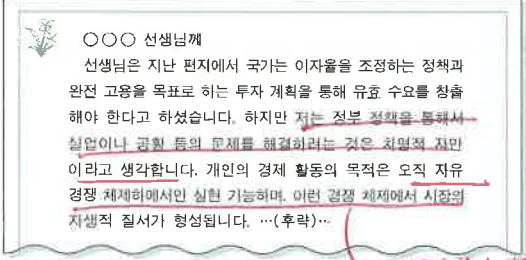 ○○○ 선생님께
선생님은 지난 편지에서 국가는 이자율을 조정하는 정책과
완전 고용을 목표로 하는 투자 계획을 통해 유효 수요를 창출
해야 한다고 하셨습니다. 하지만 저는 정부 정책을 통해서
실업이나 공황 등의 문제를 해결하려는 것은 치명적 자만
이라고 생각합니다. 개인의 경제 활동의 목적은 오직 자유
경쟁 체제하에서만 실현 가능하며, 이런 경쟁 체제에서 시장의
자생적 질서가 형성됩니다. …(후략)…